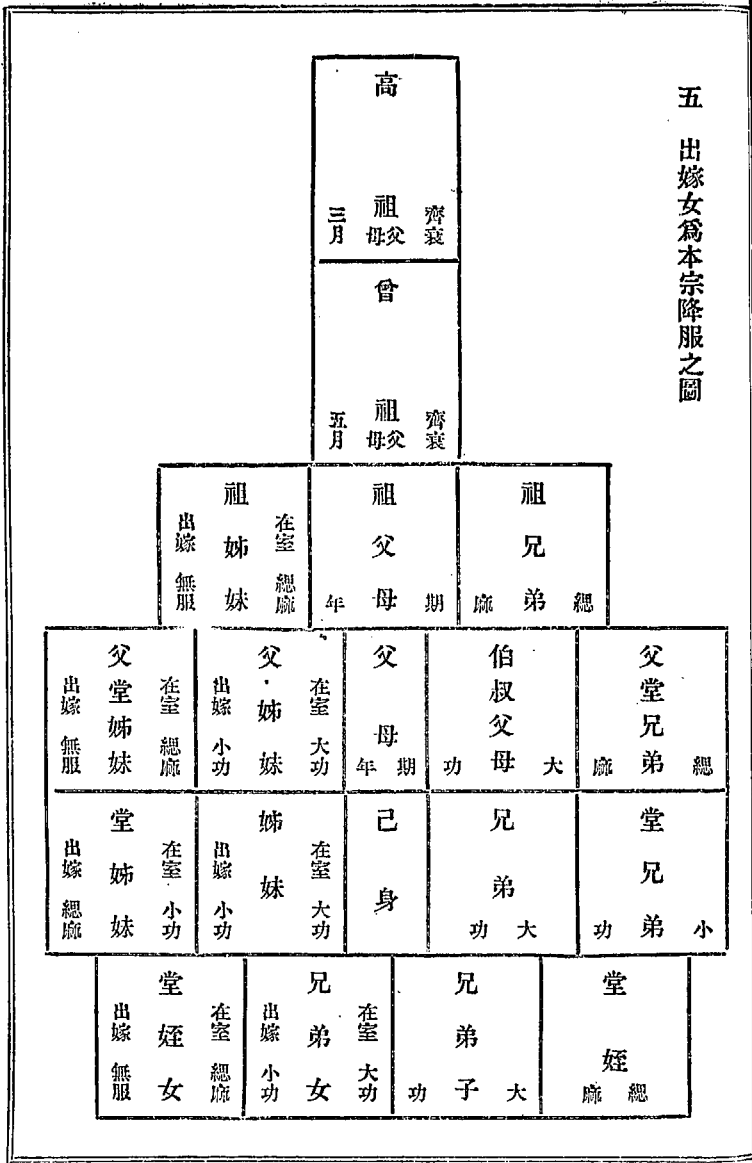 五　出嫁女爲本宗降服之圖
高祖父母
齊衰
三月
曾祖父母
齊衰
五月
祖兄弟
緦麻
祖父母
期年
祖姊妹
在室　緦麻
出嫁　無服
父堂兄弟
緦麻
伯叔父母
大功
父母
期年
父姊妹
在室　大功
出嫁　小功
父堂姊妹
在室　緦麻
出嫁　無服
堂兄弟
小功
兄弟
大功
己身
姊妹
在室　大功
出嫁　小功
堂姊妹
在室　小功
出嫁　緦麻
堂姪
緦麻
兄弟子
大功
兄弟女
在室　大功
出嫁　小功
堂姪女
在室　緦麻
出嫁　無服